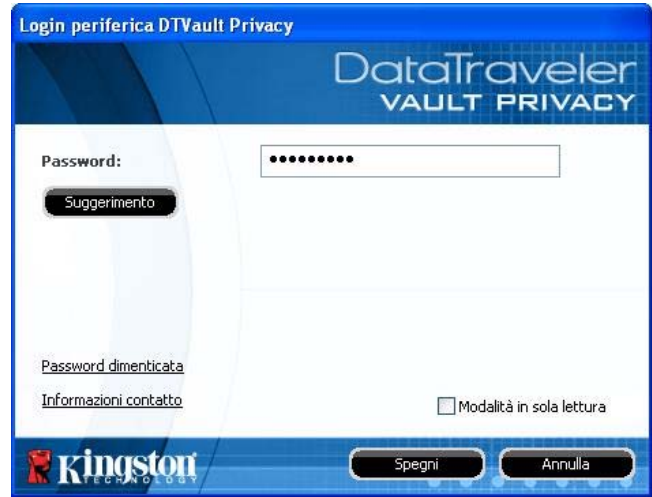 Login periferica DTVault Privacy
DataTraveler
VAULT PRIVACY
Password:
•••••••••
Suggerimento
Password dimenticata
Informazioni contatto
Modalità in sola lettura
Kingston
TECHNOLOGY
Spegni
Annulla